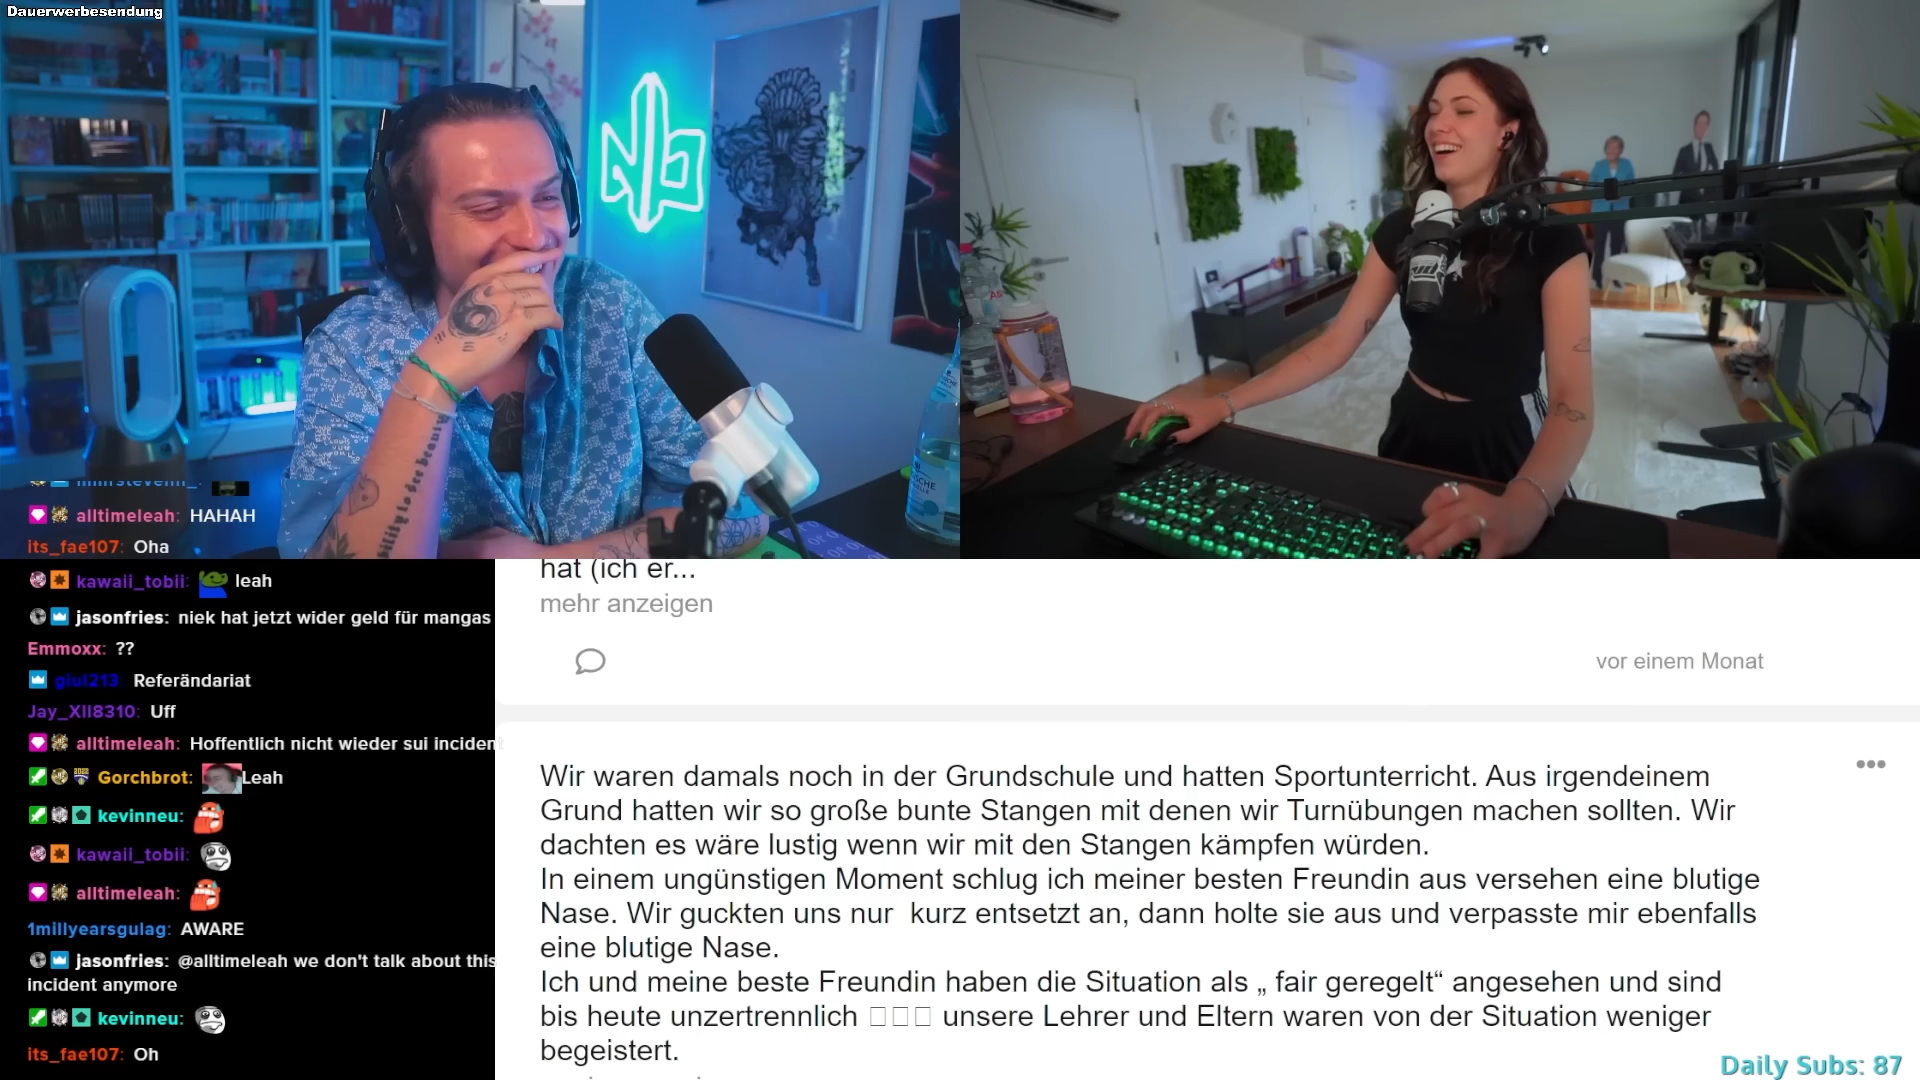 Dauerwerbesendung
alltimeleah: HAHAH
its_fae107: Oha
kawaii_tobii: leah
jasonfries: niek hat jetzt wider geld für mangas
Emmoxx: ??
giul213: Referändariat
Jay_XII8310: Uff
alltimeleah: Hoffentlich nicht wieder sui inciden
Gorchbrot: Leah
kevinneu:
kawaii_tobii:
alltimeleah:
1millyearsgulag: AWARE
jasonfries: @alltimeleah we don't talk about this
incident anymore
kevinneu:
its_fae107: Oh
hat (ich er...
mehr anzeigen
vor einem Monat
Wir waren damals noch in der Grundschule und hatten Sportunterricht. Aus irgendeinem
Grund hatten wir so große bunte Stangen mit denen wir Turnübungen machen sollten. Wir
dachten es wäre lustig wenn wir mit den Stangen kämpfen würden.
In einem ungünstigen Moment schlug ich meiner besten Freundin aus versehen eine blutige
Nase. Wir guckten uns nur kurz entsetzt an, dann holte sie aus und verpasste mir ebenfalls
eine blutige Nase.
Ich und meine beste Freundin haben die Situation als „ fair geregelt“ angesehen und sind
bis heute unzertrennlich □□□ unsere Lehrer und Eltern waren von der Situation weniger
begeistert.
Daily Subs: 87